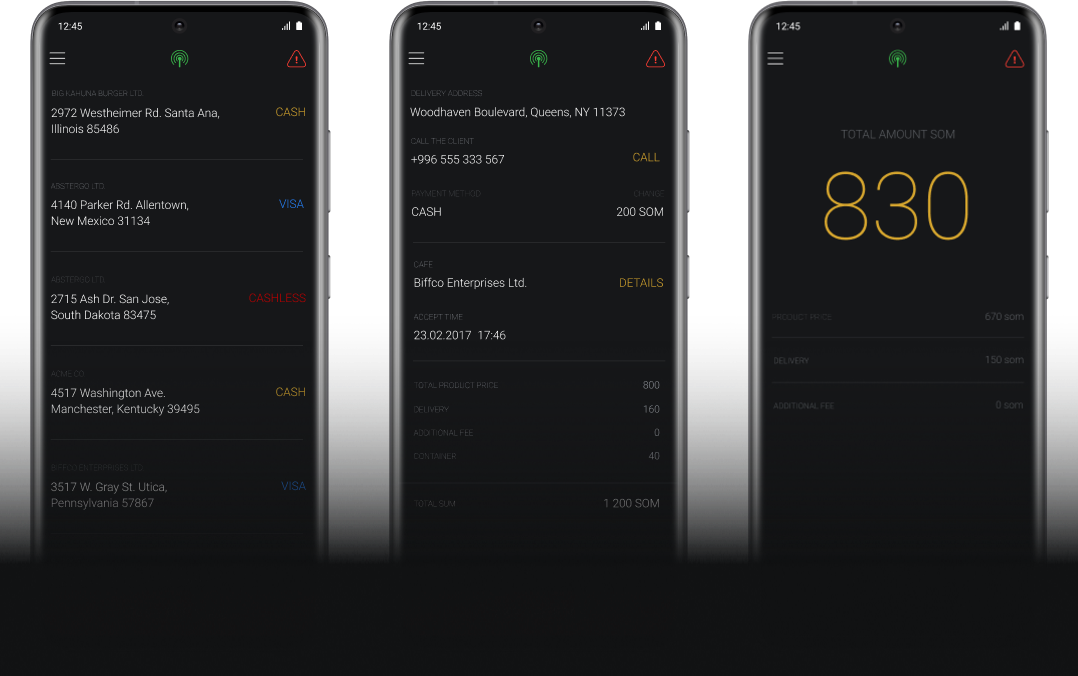 12:45
BIG KAHUNA BURGER LTD.
2972 Westheimer Rd. Santa Ana,
Illinois 85486
CASH
ABSTERGO LTD.
4140 Parker Rd. Allentown,
New Mexico 31134
VISA
ABSTERGO LTD.
2715 Ash Dr. San Jose,
South Dakota 83475
CASHLESS
ACME CO.
4517 Washington Ave.
Manchester, Kentucky 39495
CASH
BIFFCO ENTERPRISES LTD.
3517 W. Gray St. Utica,
Pennsylvania 57867
VISA
12:45
DELIVERY ADDRESS
Woodhaven Boulevard, Queens, NY 11373
CALL THE CLIENT
+996 555 333 567
CALL
PAYMENT METHOD CHANGE
CASH 200 SOM
CAFE
Biffco Enterprises Ltd.
DETAILS
ACCEPT TIME
23.02.2017 17:46
TOTAL PRODUCT PRICE 800
DELIVERY 160
ADDITIONAL FEE 0
CONTAINER 40
TOTAL SUM 1 200 SOM
12:45
TOTAL AMOUNT SOM
830
PRODUCT PRICE 670 som
DELIVERY 150 som
ADDITIONAL FEE 0 som